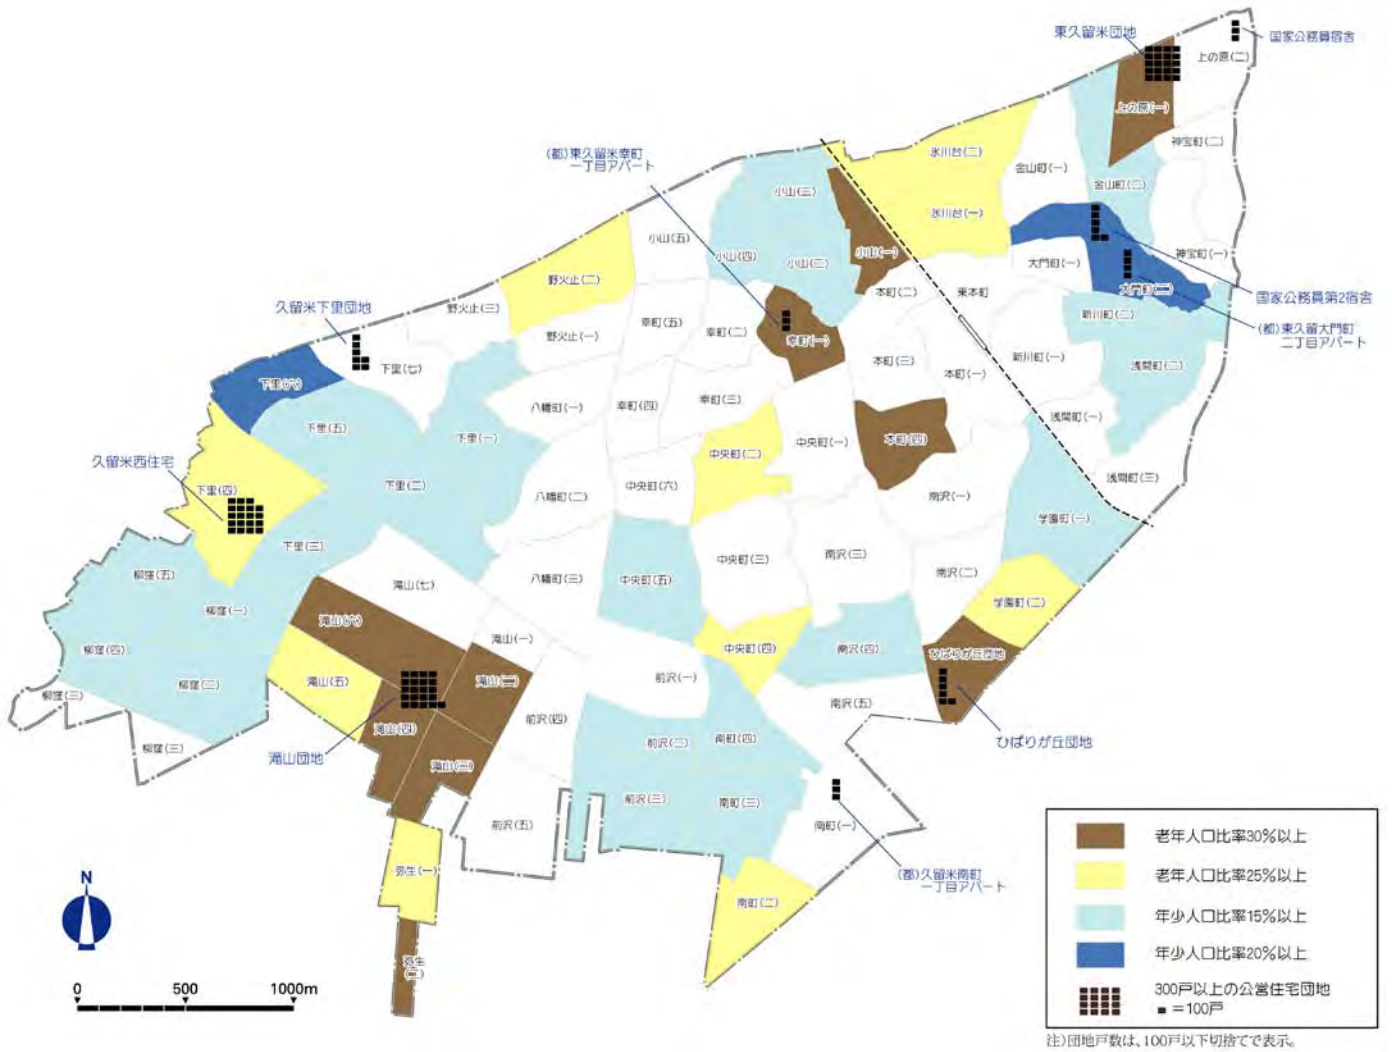 東久留米団地
国家公務員宿舎
上の原(二)
上の原(一)
神宝町(二)
氷川台(二)
金山町(一)
金山町(二)
(都)東久留米幸町
一丁目アパート
小山(三)
氷川台(一)
小山(五)
小山(四)
小山(二)
小山(一)
大門町(一)
神宝町(一)
野火止(二)
本町(二)
東本町
大門町(二)
国家公務員第2宿舎
久留米下里団地
野火止(三)
新川町(二)
(都)東久留大門町
二丁目アパート
野火止(一)
幸町(五)
幸町(二)
幸町(一)
本町(三)
新川町(一)
浅間町(二)
下里(七)
本町(一)
下里(六)
八幡町(一)
幸町(四)
幸町(三)
浅間町(一)
下里(五)
下里(一)
中央町(一)
本町(四)
中央町(二)
久留米西住宅
下里(四)
下里(二)
中央町(六)
八幡町(二)
南沢(一)
浅間町(三)
学園町(一)
下里(三)
柳窪(五)
滝山(七)
八幡町(三)
中央町(五)
中央町(三)
南沢(三)
南沢(二)
柳窪(一)
滝山(六)
学園町(二)
滝山(一)
柳窪(四)
中央町(四)
南沢(四)
ひばりが丘団地
柳窪(二)
滝山(五)
滝山(二)
前沢(一)
柳窪(三)
南沢(五)
前沢(四)
滝山(四)
柳窪(三)
滝山団地
滝山(三)
前沢(二)
南町(四)
ひばりが丘団地
前沢(三)
南町(三)
前沢(五)
南町(一)
弥生(一)
(都)久留米南町
一丁目アパート
南町(二)
弥生
(二)
N
0 500 1000m
老年人口比率30%以上
老年人口比率25%以上
年少人口比率15%以上
年少人口比率20%以上
300戸以上の公営住宅団地
■=100戸
注)団地戸数は、100戸以下切捨てで表示。